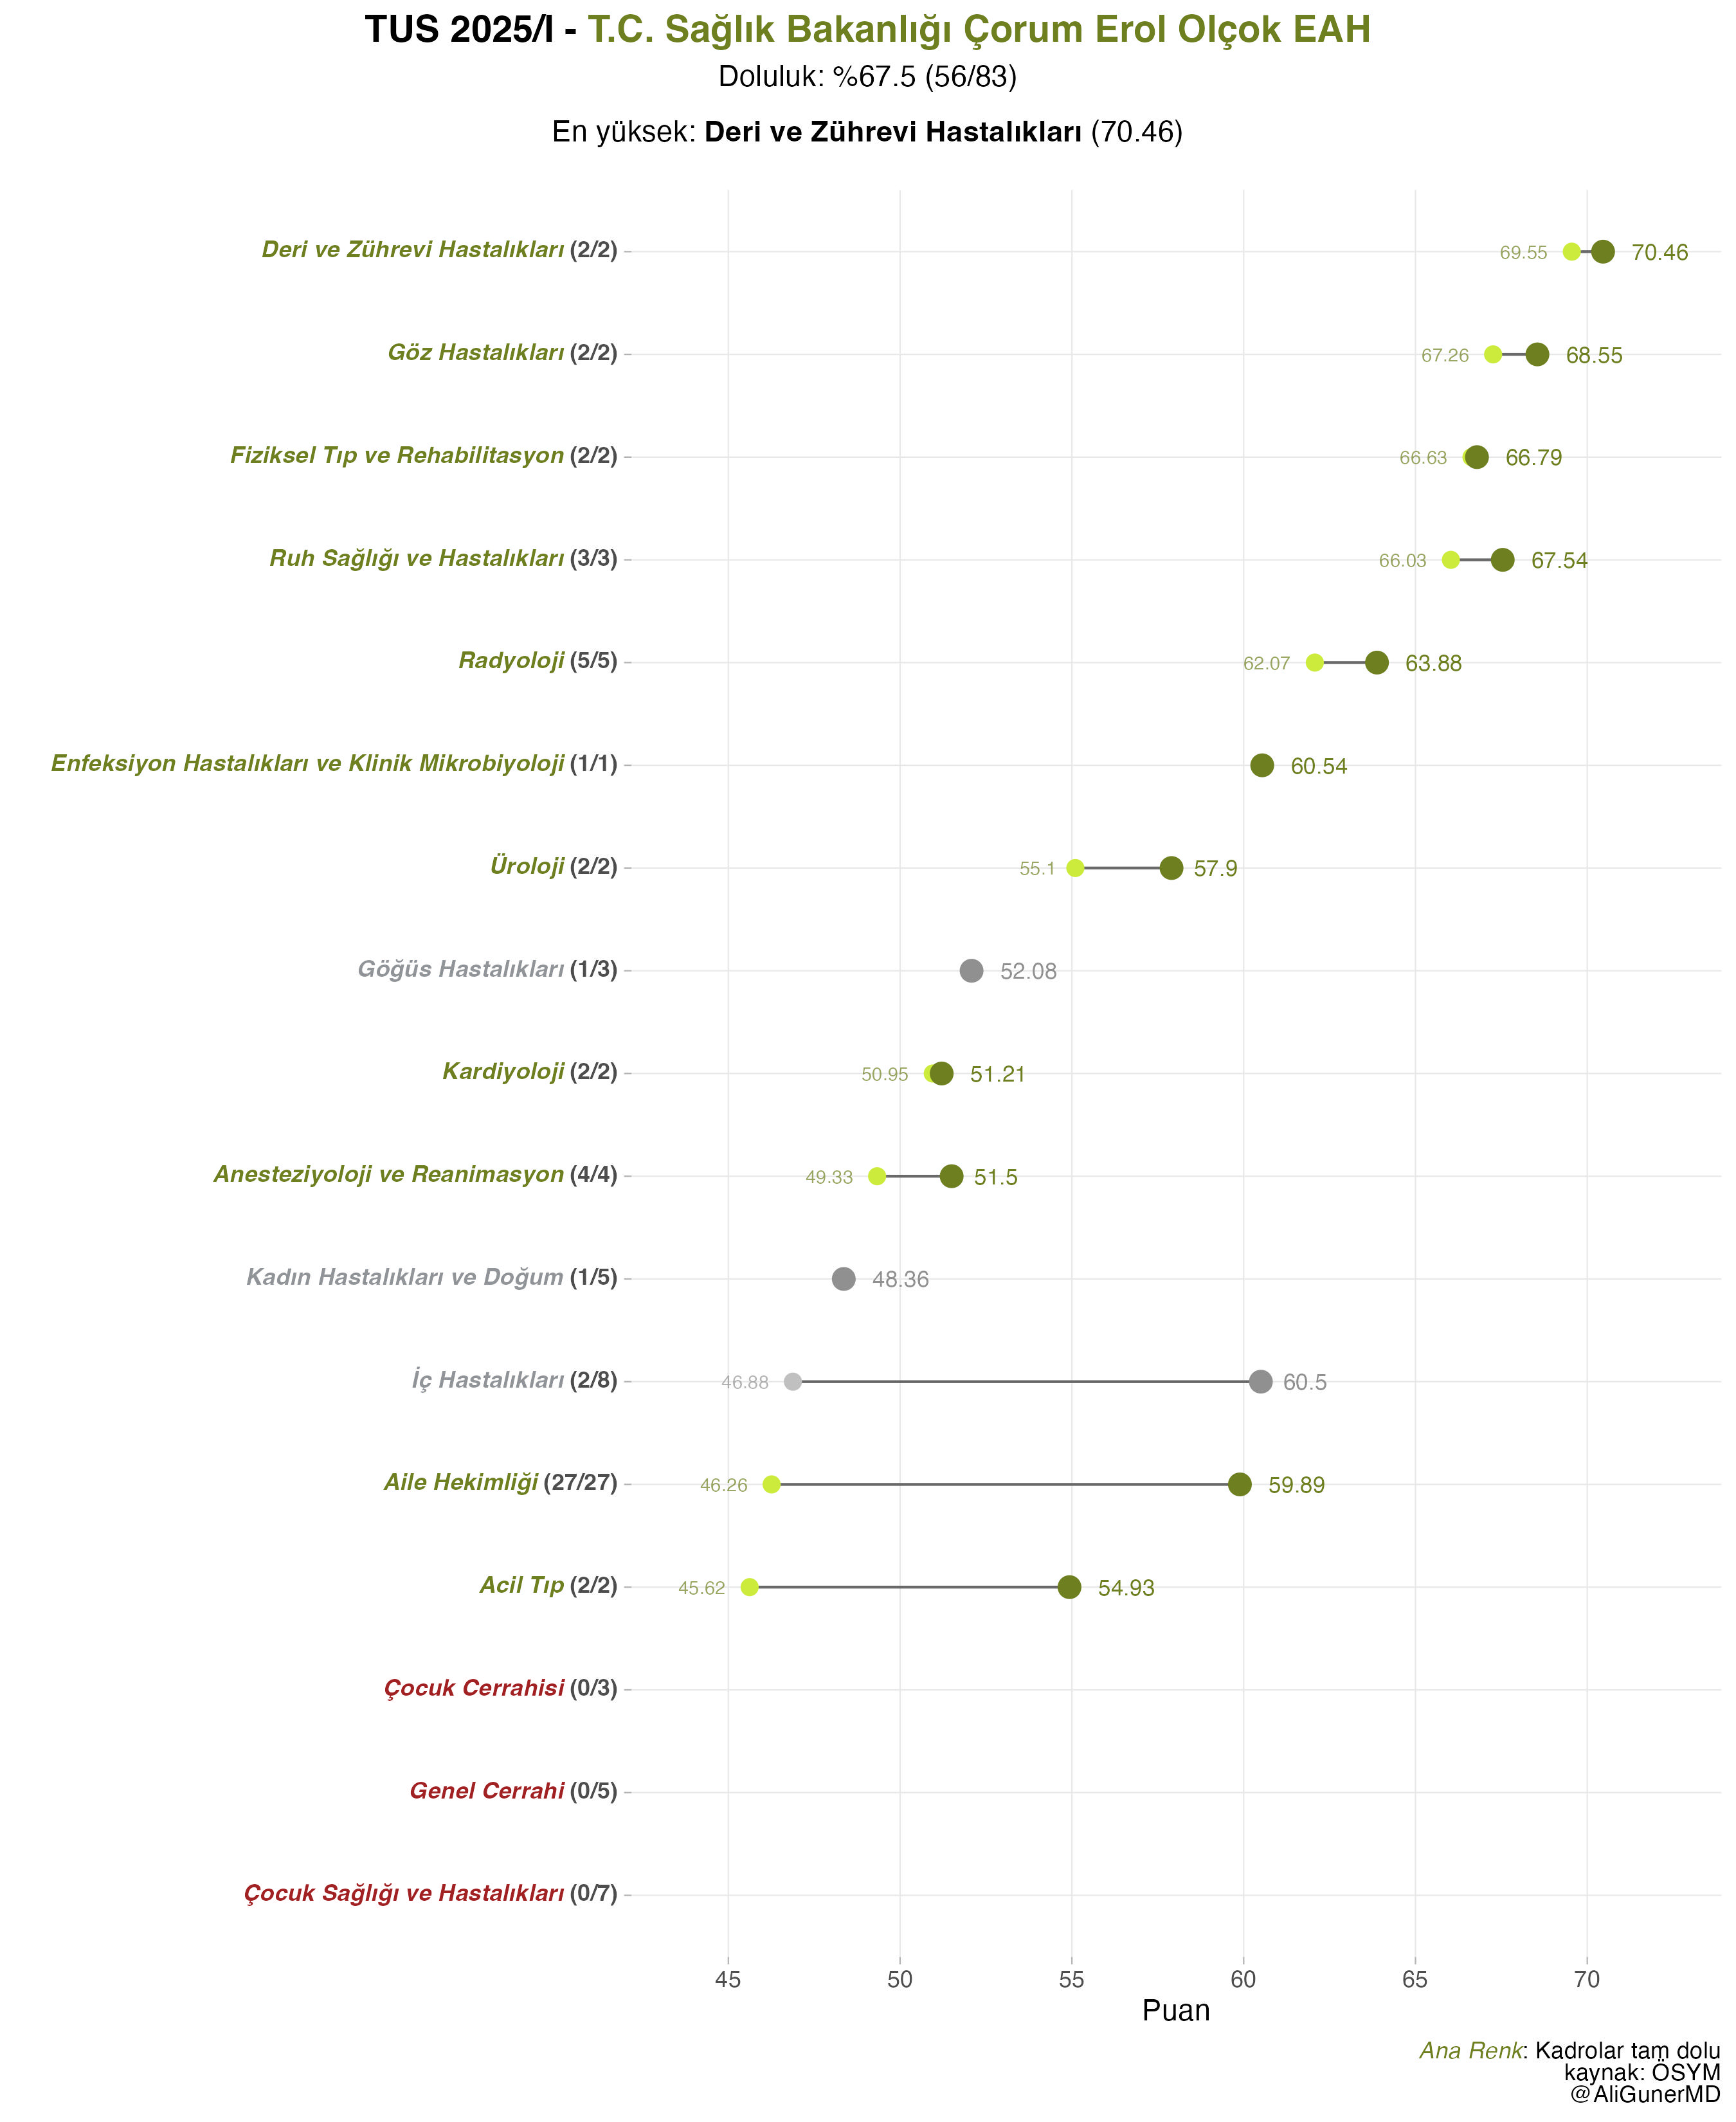 TUS 2025/I - T.C. Sağlık Bakanlığı Çorum Erol Olçok EAH
Doluluk: %67.5 (56/83)
En yüksek: Deri ve Zührevi Hastalıkları (70.46)
Deri ve Zührevi Hastalıkları (2/2) 69.55 70.46
Göz Hastalıkları (2/2) 67.26 68.55
Fiziksel Tıp ve Rehabilitasyon (2/2) 66.63 66.79
Ruh Sağlığı ve Hastalıkları (3/3) 66.03 67.54
Radyoloji (5/5) 62.07 63.88
Enfeksiyon Hastalıkları ve Klinik Mikrobiyoloji (1/1) 60.54
Üroloji (2/2) 55.1 57.9
Göğüs Hastalıkları (1/3) 52.08
Kardiyoloji (2/2) 50.95 51.21
Anesteziyoloji ve Reanimasyon (4/4) 49.33 51.5
Kadın Hastalıkları ve Doğum (1/5) 48.36
İç Hastalıkları (2/8) 46.88 60.5
Aile Hekimliği (27/27) 46.26 59.89
Acil Tıp (2/2) 45.62 54.93
Çocuk Cerrahisi (0/3)
Genel Cerrahi (0/5)
Çocuk Sağlığı ve Hastalıkları (0/7)
45 50 55 60 65 70
Puan
Ana Renk: Kadrolar tam dolu
kaynak: ÖSYM
@AliGunerMD